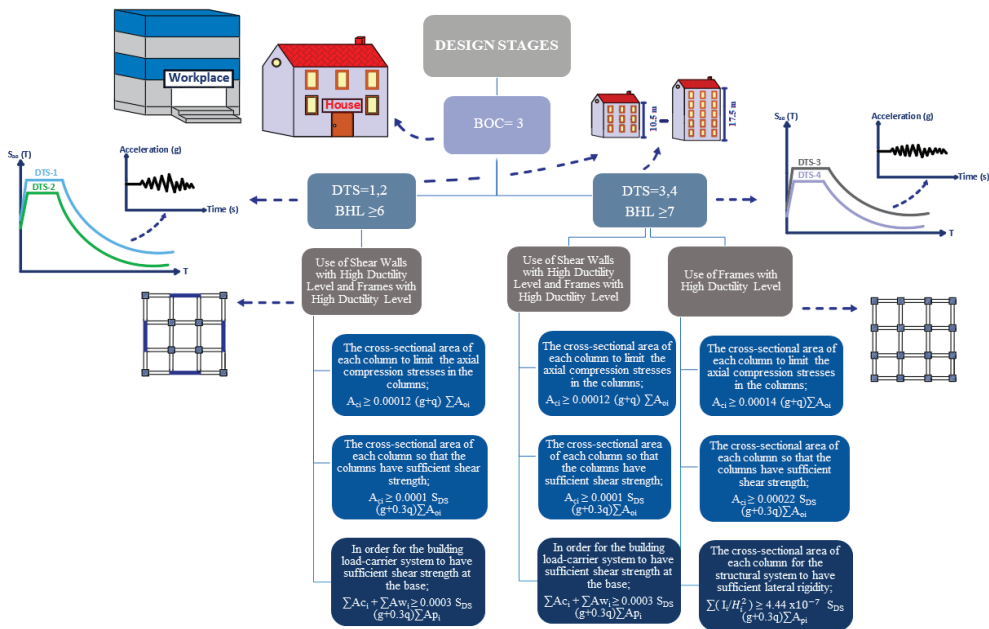 DESIGN STAGES
Workplace
House
BOC= 3
10.5 m
17.5 m
Sae (T)
DTS-1
DTS-2
T
Acceleration (g)
Time (s)
DTS=1,2
BHL ≥6
DTS=3,4
BHL ≥7
Acceleration (g)
Time (s)
Sae (T)
DTS-3
DTS-4
T
Use of Shear Walls
with High Ductility
Level and Frames with
High Ductility Level
Use of Shear Walls
with High Ductility
Level and Frames with
High Ductility Level
Use of Frames with
High Ductility Level
The cross-sectional area
of each column to limit the
axial compression stresses
in the columns;
Aci ≥ 0.00012 (g+q) ∑Aoi
The cross-sectional area of
each column to limit the
axial compression stresses
in the columns;
Aci ≥ 0.00012 (g+q) ∑Aoi
The cross-sectional area of
each column to limit the
axial compression stresses
in the columns;
Aci ≥ 0.00014 (g+q)∑Aoi
The cross-sectional area of
each column so that the
columns have sufficient shear
strength;
Aci ≥ 0.0001 SDS
(g+0.3q)∑Aoi
The cross-sectional area
of each column so that
the columns have
sufficient shear strength;
Aci ≥ 0.0001 SDS
(g+0.3q)∑Aoi
The cross-sectional area of
each column so that the
columns have sufficient
shear strength;
Aci ≥ 0.00022 SDS
(g+0.3q)∑Aoi
In order for the building
load-carrier system to have
sufficient shear strength at
the base;
∑Aci + ∑Awi ≥ 0.0003 SDS
(g+0.3q)∑Api
In order for the building
load-carrier system to have
sufficient shear strength at
the base;
∑Aci + ∑Awi ≥ 0.0003 SDS
(g+0.3q)∑Api
The cross-sectional area of
each column for the
structural system to have
sufficient lateral rigidity;
∑(Ii/Hi²) ≥ 4.44 x10⁻⁷ SDS
(g+0.3q)∑Api